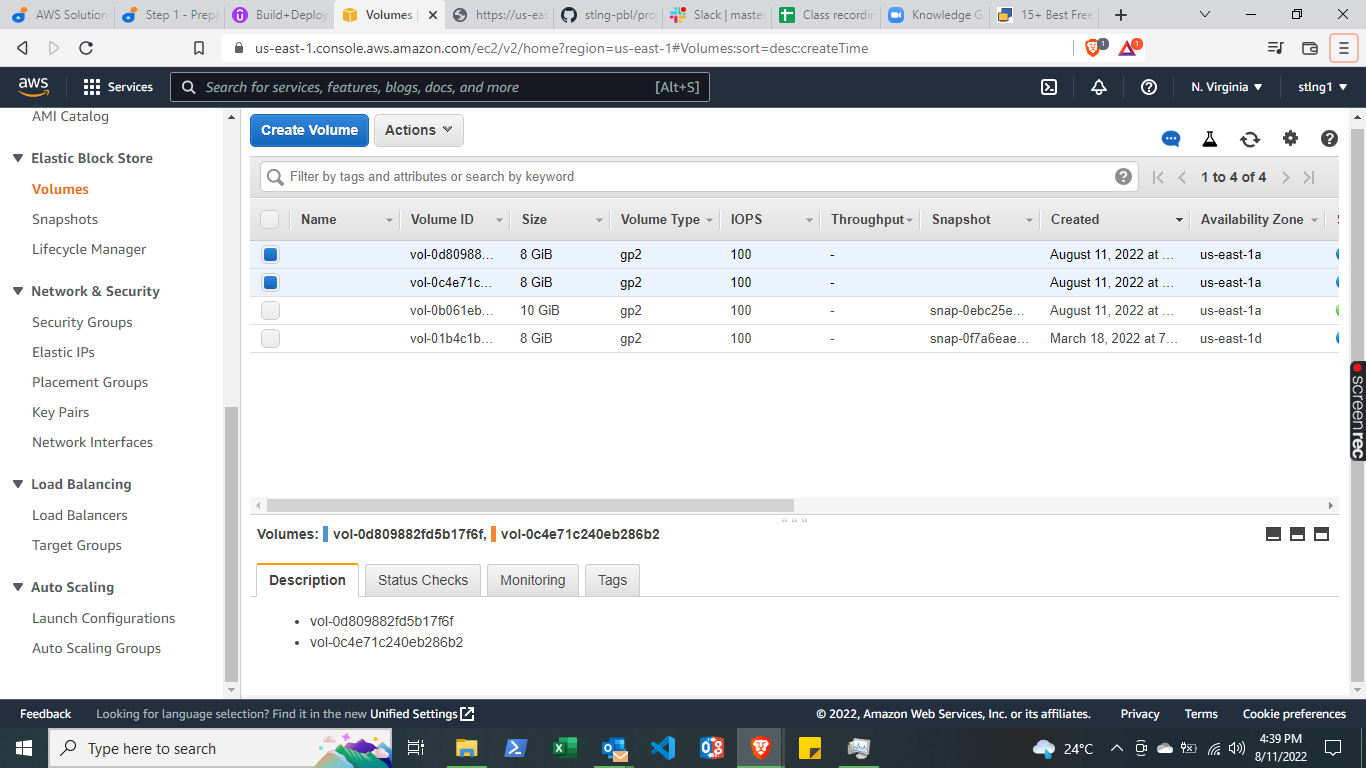 AWS Solution
Step 1 - Prepa
Build+Deploy
Volumes |
https://us-eas
stlng-pbl/proj
Slack | master
Class recordin
Knowledge G
15+ Best Free
us-east-1.console.aws.amazon.com/ec2/v2/home?region=us-east-1#Volumes:sort=desc:createTime
1
1
aws
Services
Search for services, features, blogs, docs, and more
[Alt+S]
N. Virginia
stlng1
AMI Catalog
Elastic Block Store
Volumes
Snapshots
Lifecycle Manager
Network & Security
Security Groups
Elastic IPs
Placement Groups
Key Pairs
Network Interfaces
Load Balancing
Load Balancers
Target Groups
Auto Scaling
Launch Configurations
Auto Scaling Groups
Create Volume
Actions
Filter by tags and attributes or search by keyword
1 to 4 of 4
Name Volume ID Size Volume Type IOPS Throughput Snapshot Created Availability Zone S
vol-0d80988... 8 GiB gp2 100 - August 11, 2022 at ... us-east-1a
vol-0c4e71c... 8 GiB gp2 100 - August 11, 2022 at ... us-east-1a
vol-0b061eb... 10 GiB gp2 100 - snap-0ebc25e... August 11, 2022 at ... us-east-1a
vol-01b4c1b... 8 GiB gp2 100 - snap-0f7a6eae... March 18, 2022 at 7... us-east-1d
Volumes: vol-0d809882fd5b17f6f, vol-0c4e71c240eb286b2
Description
Status Checks
Monitoring
Tags
• vol-0d809882fd5b17f6f
• vol-0c4e71c240eb286b2
screenrec
Feedback
Looking for language selection? Find it in the new Unified Settings
© 2022, Amazon Web Services, Inc. or its affiliates.
Privacy
Terms
Cookie preferences
Type here to search
24°C
4:39 PM
8/11/2022